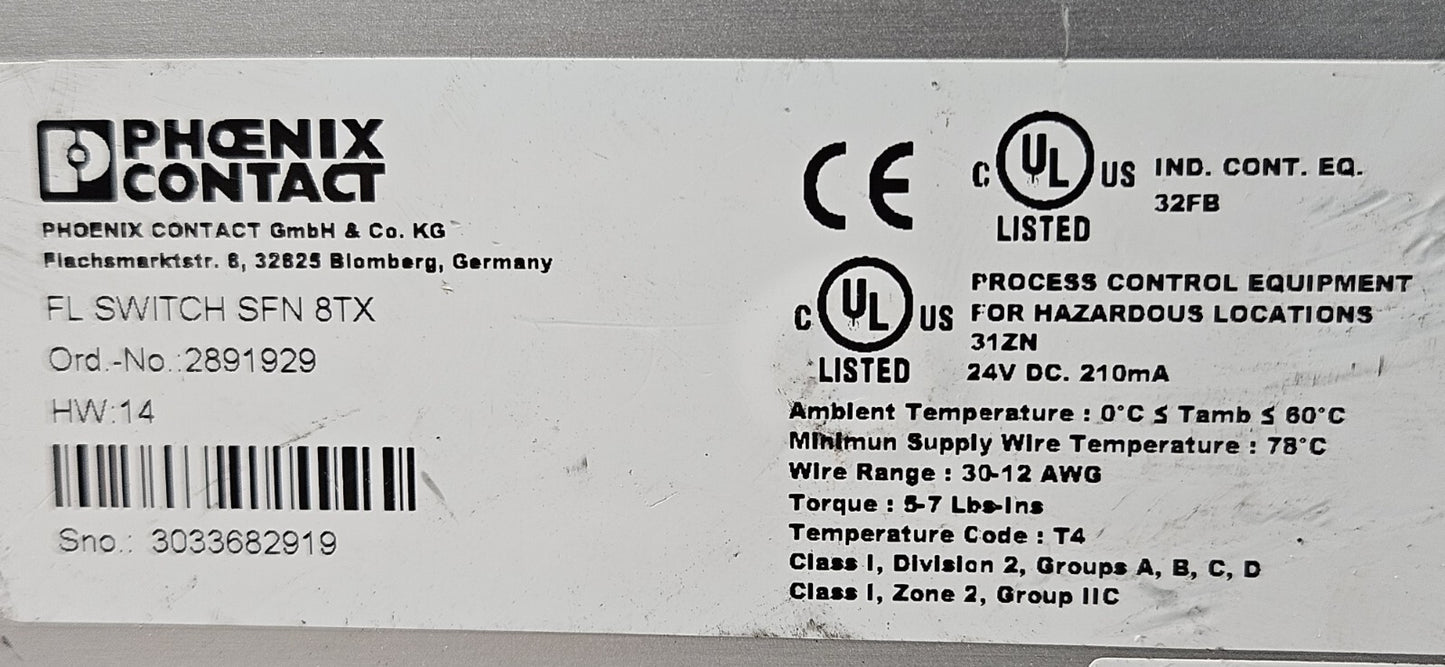 PHŒNIX
CONTACT
PHOENIX CONTACT GmbH & Co. KG
Flachsmarktstr. 8, 32825 Blomberg, Germany
FL SWITCH SFN 8TX
Ord.-No.:2891929
HW:14
Sno.: 3033682919
CE
C UL US
LISTED
IND. CONT. EQ.
32FB
C UL US
LISTED
PROCESS CONTROL EQUIPMENT
FOR HAZARDOUS LOCATIONS
31ZN
24V DC. 210mA
Ambient Temperature : 0°C ≤ Tamb ≤ 60°C
Minimun Supply Wire Temperature : 78°C
Wire Range : 30-12 AWG
Torque : 5-7 Lbs-Ins
Temperature Code : T4
Class I, Division 2, Groups A, B, C, D
Class I, Zone 2, Group IIC